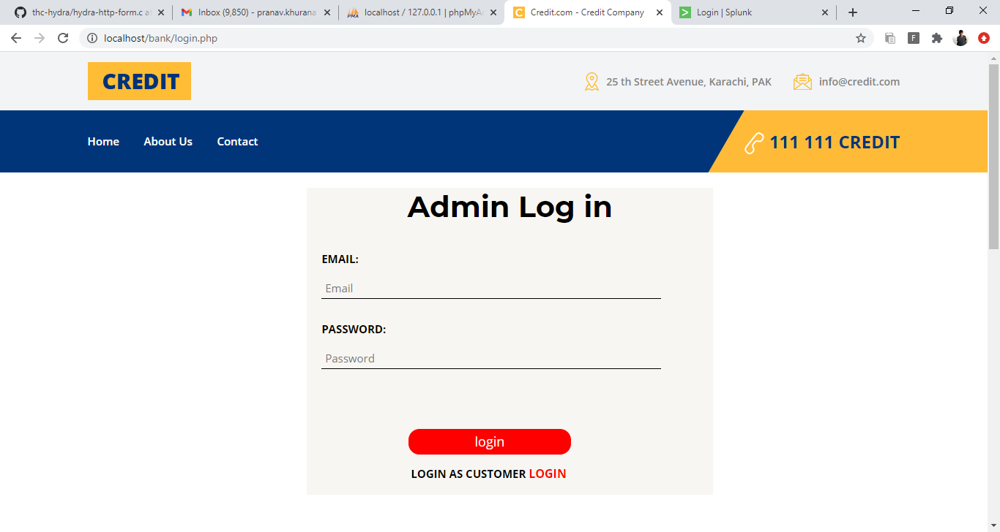 thc-hydra/hydra-http-form.c a
Inbox (9,850) - pranav.khurana
localhost / 127.0.0.1 | phpMyA
Credit.com - Credit Company
Login | Splunk
localhost/bank/login.php
F
CREDIT
25 th Street Avenue, Karachi, PAK
info@credit.com
Home
About Us
Contact
111 111 CREDIT
Admin Log in
EMAIL:
Email
PASSWORD:
Password
login
LOGIN AS CUSTOMER LOGIN